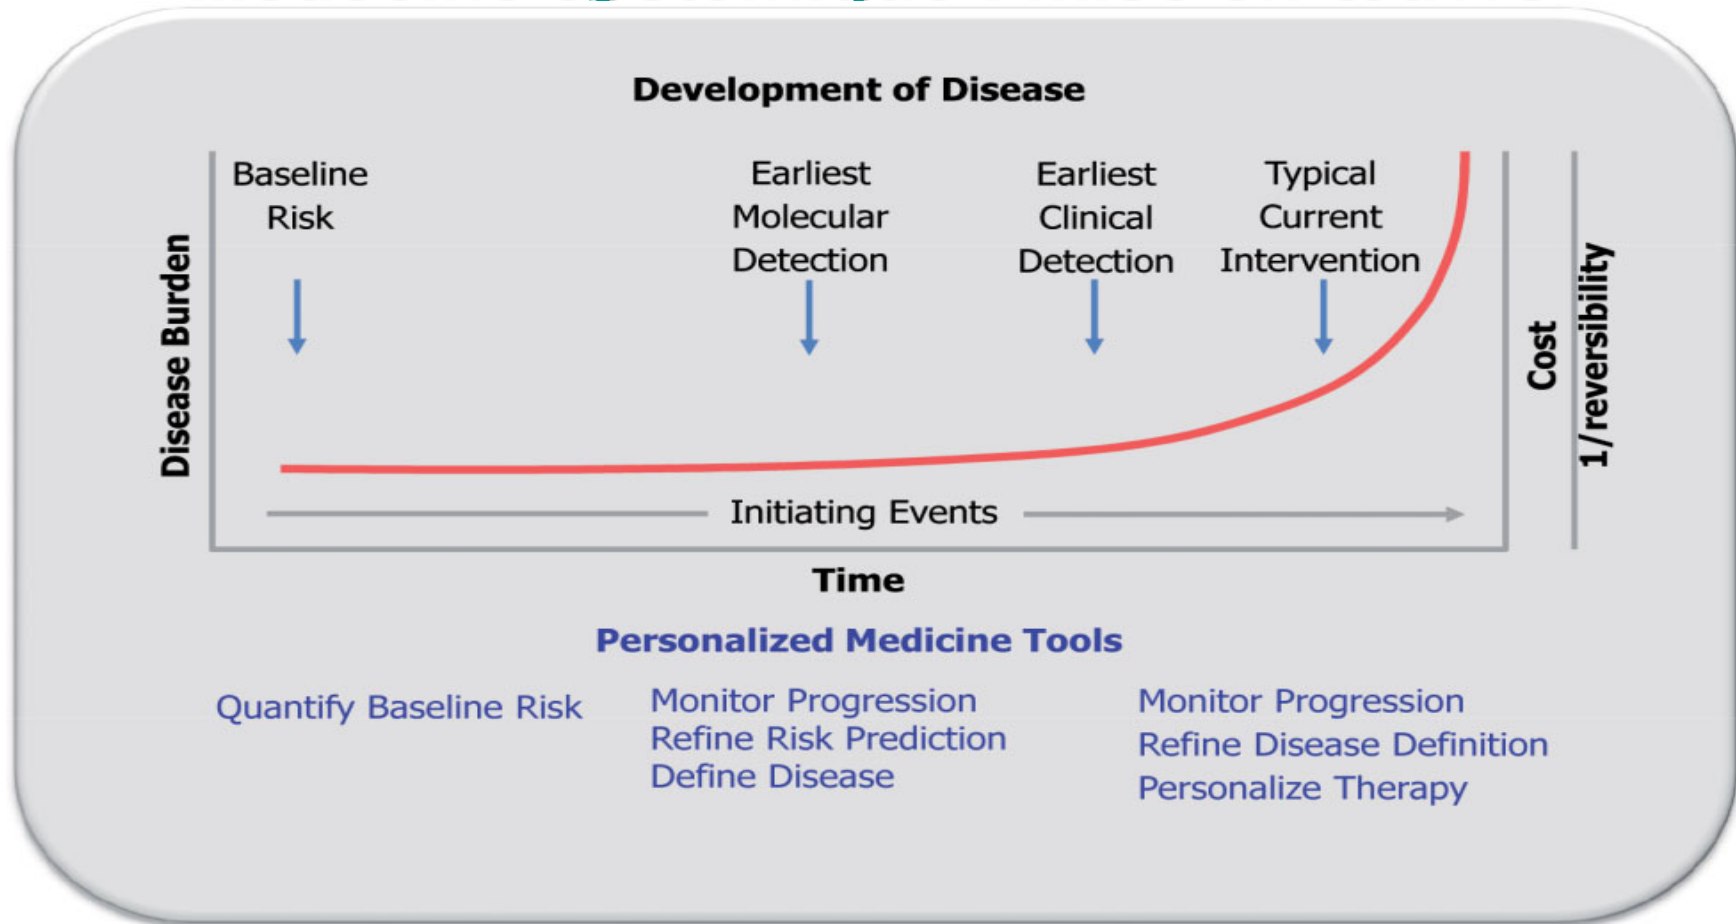 Development of Disease
Baseline
Risk
Earliest
Molecular
Detection
Earliest
Clinical
Detection
Typical
Current
Intervention
Disease Burden
Cost
1/reversibility
Initiating Events
Time
Personalized Medicine Tools
Quantify Baseline Risk
Monitor Progression
Refine Risk Prediction
Define Disease
Monitor Progression
Refine Disease Definition
Personalize Therapy